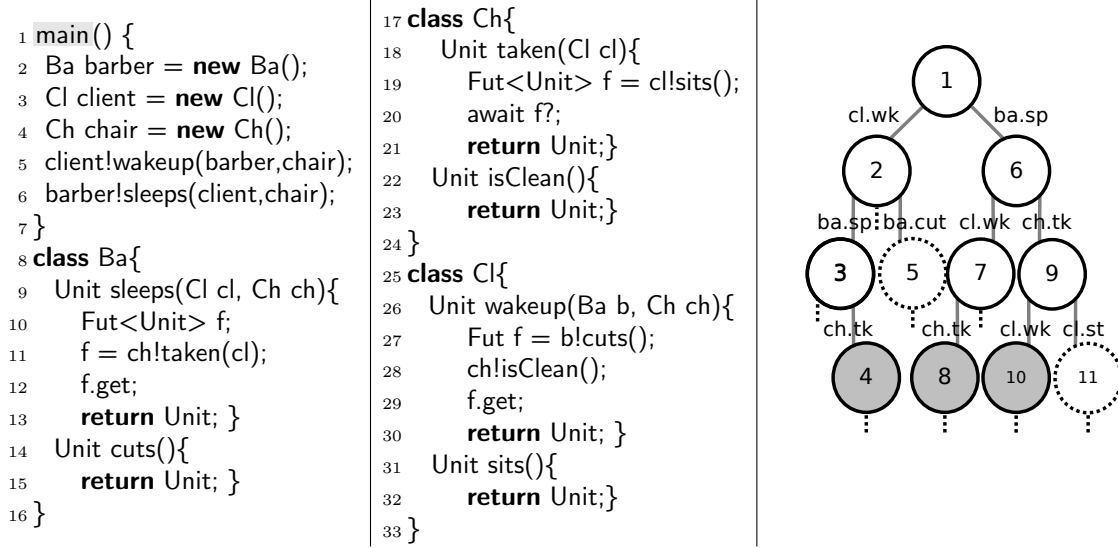 1 main() {
2 Ba barber = new Ba();
3 Cl client = new Cl();
4 Ch chair = new Ch();
5 client!wakeup(barber,chair);
6 barber!sleeps(client,chair);
7 }
8 class Ba{
9 Unit sleeps(Cl cl, Ch ch){
10 Fut<Unit> f;
11 f = ch!taken(cl);
12 f.get;
13 return Unit; }
14 Unit cuts(){
15 return Unit; }
16 }
17 class Ch{
18 Unit taken(Cl cl){
19 Fut<Unit> f = cl!sits();
20 await f?;
21 return Unit;}
22 Unit isClean(){
23 return Unit;}
24 }
25 class Cl{
26 Unit wakeup(Ba b, Ch ch){
27 Fut f = b!cuts();
28 ch!isClean();
29 f.get;
30 return Unit; }
31 Unit sits(){
32 return Unit;}
33 }
1
cl.wk ba.sp
2 6
ba.sp ba.cut cl.wk ch.tk
3 5 7 9
ch.tk ch.tk cl.wk cl.st
4 8 10 11